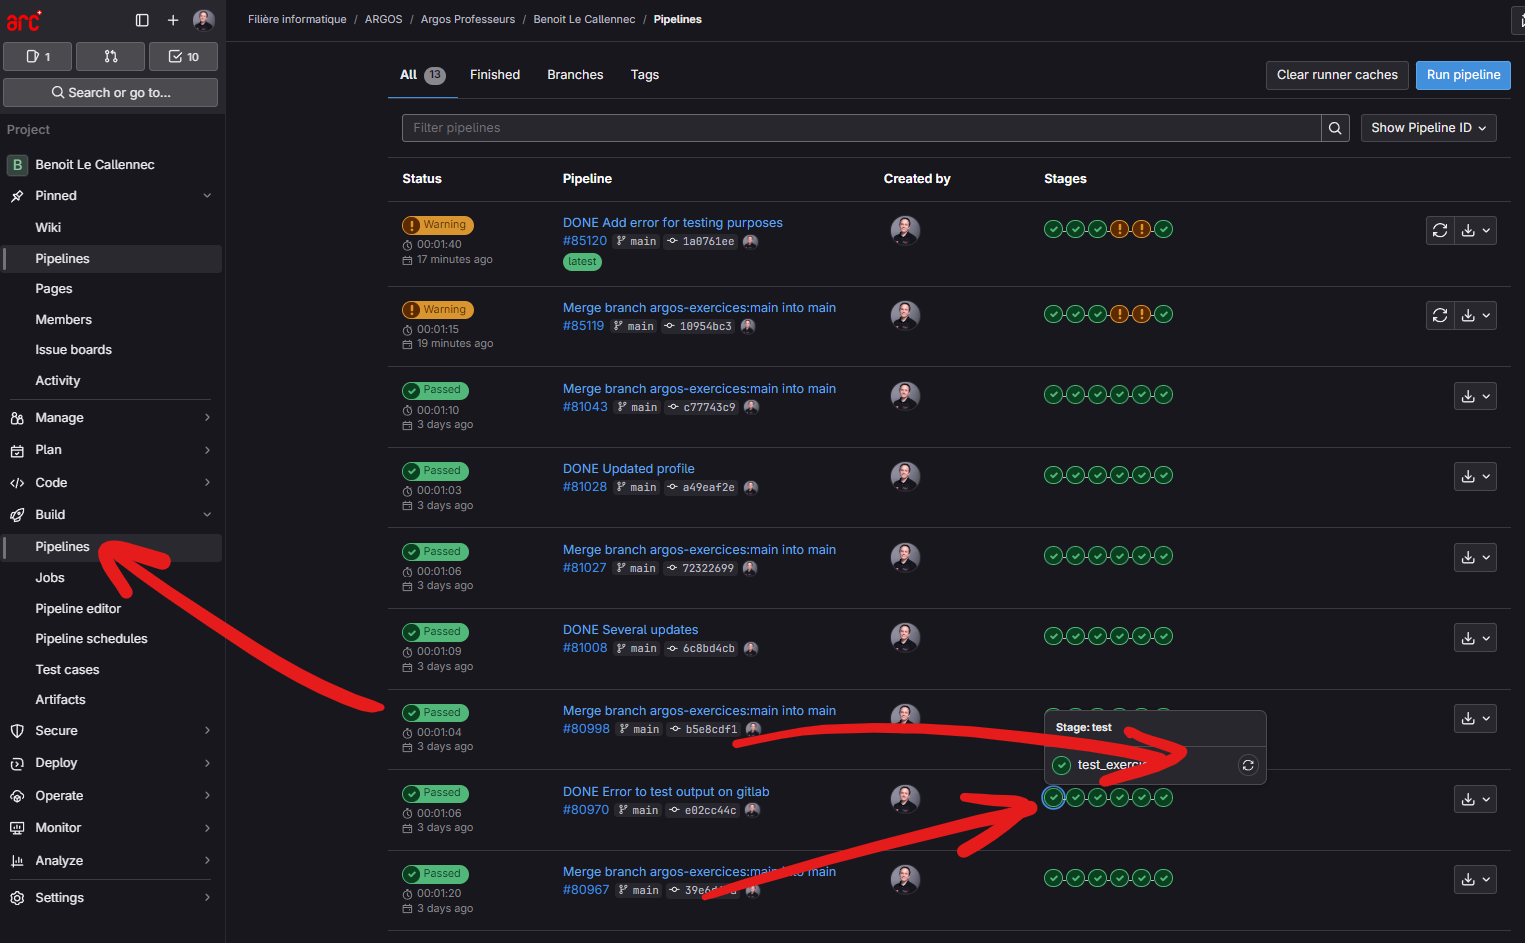 arc
Filière informatique / ARGOS / Argos Professeurs / Benoit Le Callennec / Pipelines
1
10
Search or go to...
Project
B Benoit Le Callennec
Pinned
Wiki
Pipelines
Pages
Members
Issue boards
Activity
Manage
Plan
Code
Build
Pipelines
Jobs
Pipeline editor
Pipeline schedules
Test cases
Artifacts
Secure
Deploy
Operate
Monitor
Analyze
Settings
All 13 Finished Branches Tags
Clear runner caches Run pipeline
Filter pipelines
Show Pipeline ID
Status Pipeline Created by Stages
Warning
00:01:40
17 minutes ago
DONE Add error for testing purposes
#85120 main 1a0761ee
latest
Warning
00:01:15
19 minutes ago
Merge branch argos-exercices:main into main
#85119 main 10954bc3
Passed
00:01:10
3 days ago
Merge branch argos-exercices:main into main
#81043 main c77743c9
Passed
00:01:03
3 days ago
DONE Updated profile
#81028 main a49eaf2e
Passed
00:01:06
3 days ago
Merge branch argos-exercices:main into main
#81027 main 72322699
Passed
00:01:09
3 days ago
DONE Several updates
#81008 main 6c8bd4cb
Passed
00:01:04
3 days ago
Merge branch argos-exercices:main into main
#80998 main b5e8cdf1
Stage: test
Passed
00:01:06
3 days ago
DONE Error to test output on gitlab
#80970 main e02cc44c
Passed
00:01:20
3 days ago
Merge branch argos-exercices:main into main
#80967 main